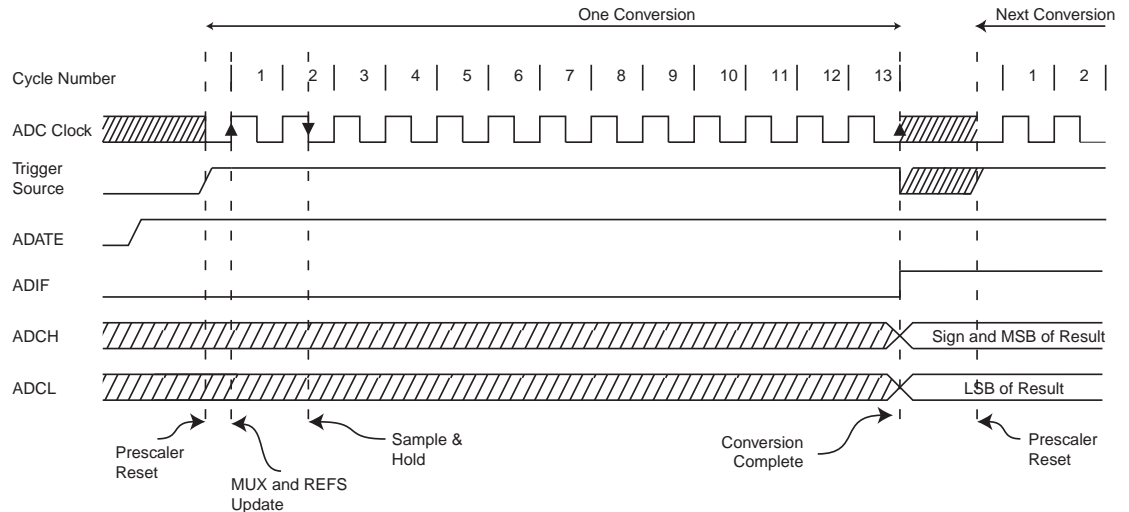 One Conversion
Next Conversion
Cycle Number
1 2 3 4 5 6 7 8 9 10 11 12 13 1 2
ADC Clock
Trigger
Source
ADATE
ADIF
ADCH
Sign and MSB of Result
ADCL
LSB of Result
Prescaler
Reset
MUX and REFS
Update
Sample &
Hold
Conversion
Complete
Prescaler
Reset